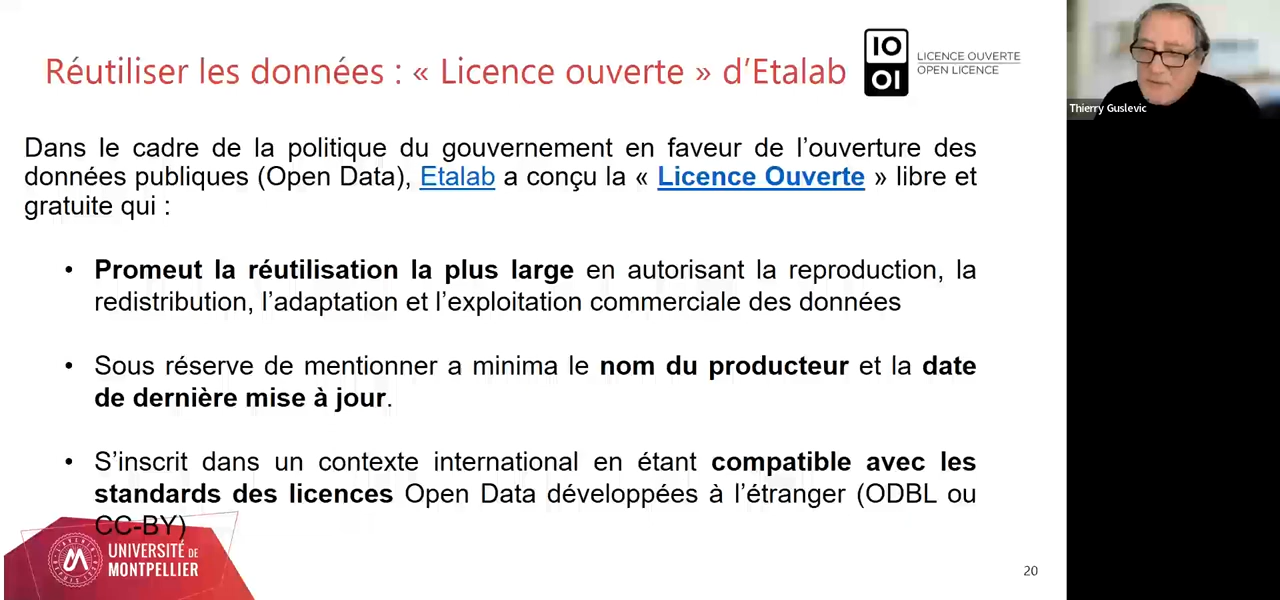 Réutiliser les données : « Licence ouverte » d’Etalab
IO
OI
LICENCE OUVERTE
OPEN LICENCE
Thierry Guslevic
Dans le cadre de la politique du gouvernement en faveur de l’ouverture des
données publiques (Open Data), Etalab a conçu la « Licence Ouverte » libre et
gratuite qui :
• Promeut la réutilisation la plus large en autorisant la reproduction, la
redistribution, l’adaptation et l’exploitation commerciale des données
• Sous réserve de mentionner a minima le nom du producteur et la date
de dernière mise à jour.
• S’inscrit dans un contexte international en étant compatible avec les
standards des licences Open Data développées à l’étranger (ODBL ou
CC-BY)
UNIVERSITÉ DE
MONTPELLIER
20